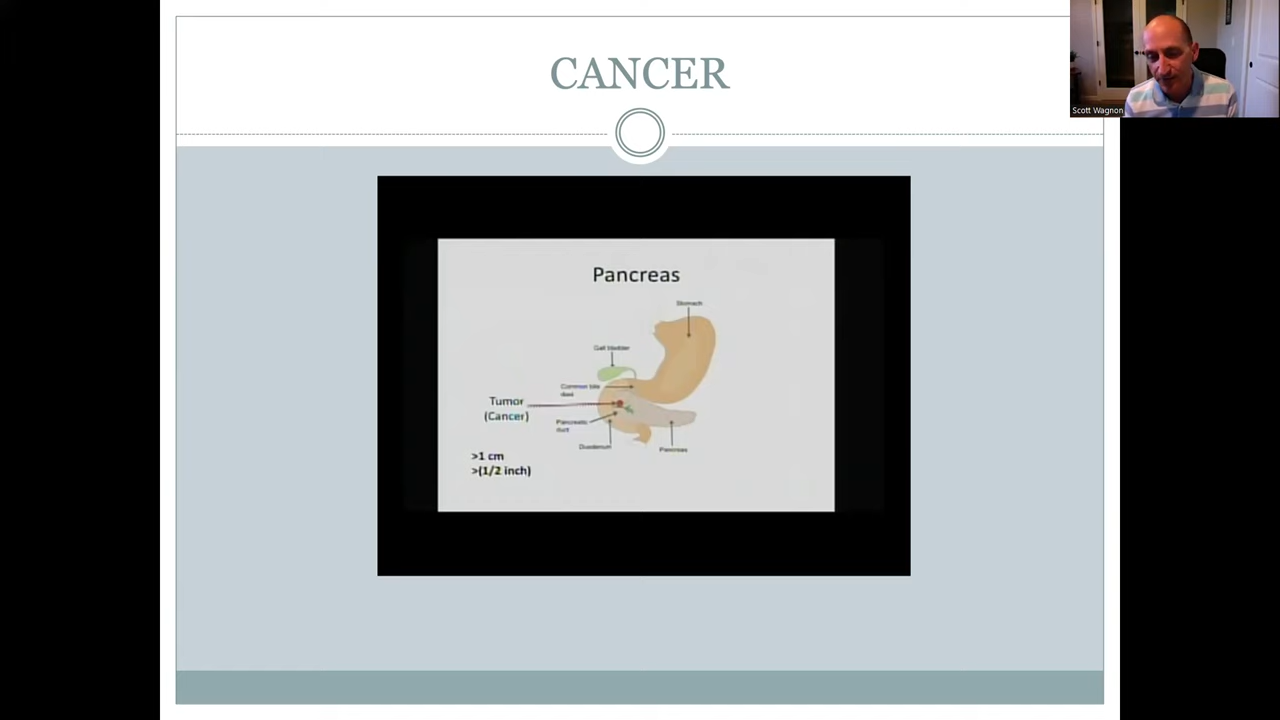 CANCER
Scott Wagnon
Pancreas
Stomach
Gall bladder
Common bile
duct
Tumor
(Cancer)
Pancreatic
duct
Duodenum
Pancreas
>1 cm
>(1/2 inch)